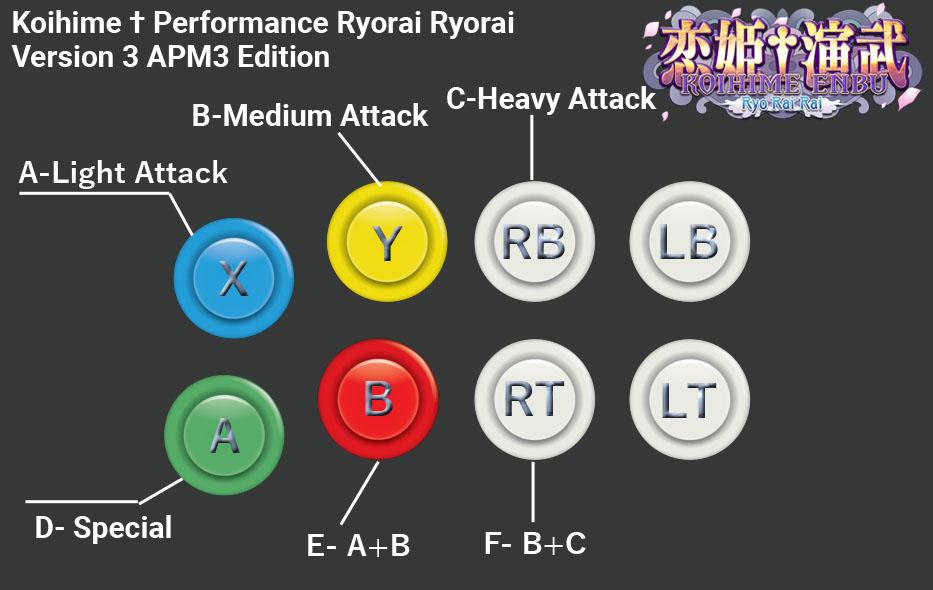 Koihime † Performance Ryorai Ryorai
Version 3 APM3 Edition
恋姫†演武
KOIHIME ENBU
Ryo Rai Rai
C-Heavy Attack
B-Medium Attack
A-Light Attack
X
Y
RB
LB
A
B
RT
LT
D- Special
E- A+B
F- B+C